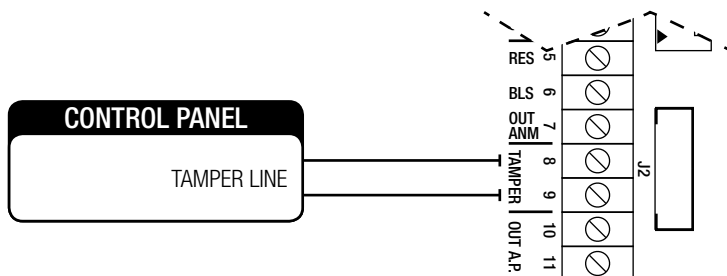 CONTROL PANEL
TAMPER LINE
RES 5
BLS 6
OUT
ANM 7
TAMPER 8
9
OUT A.P. 10
11
J2